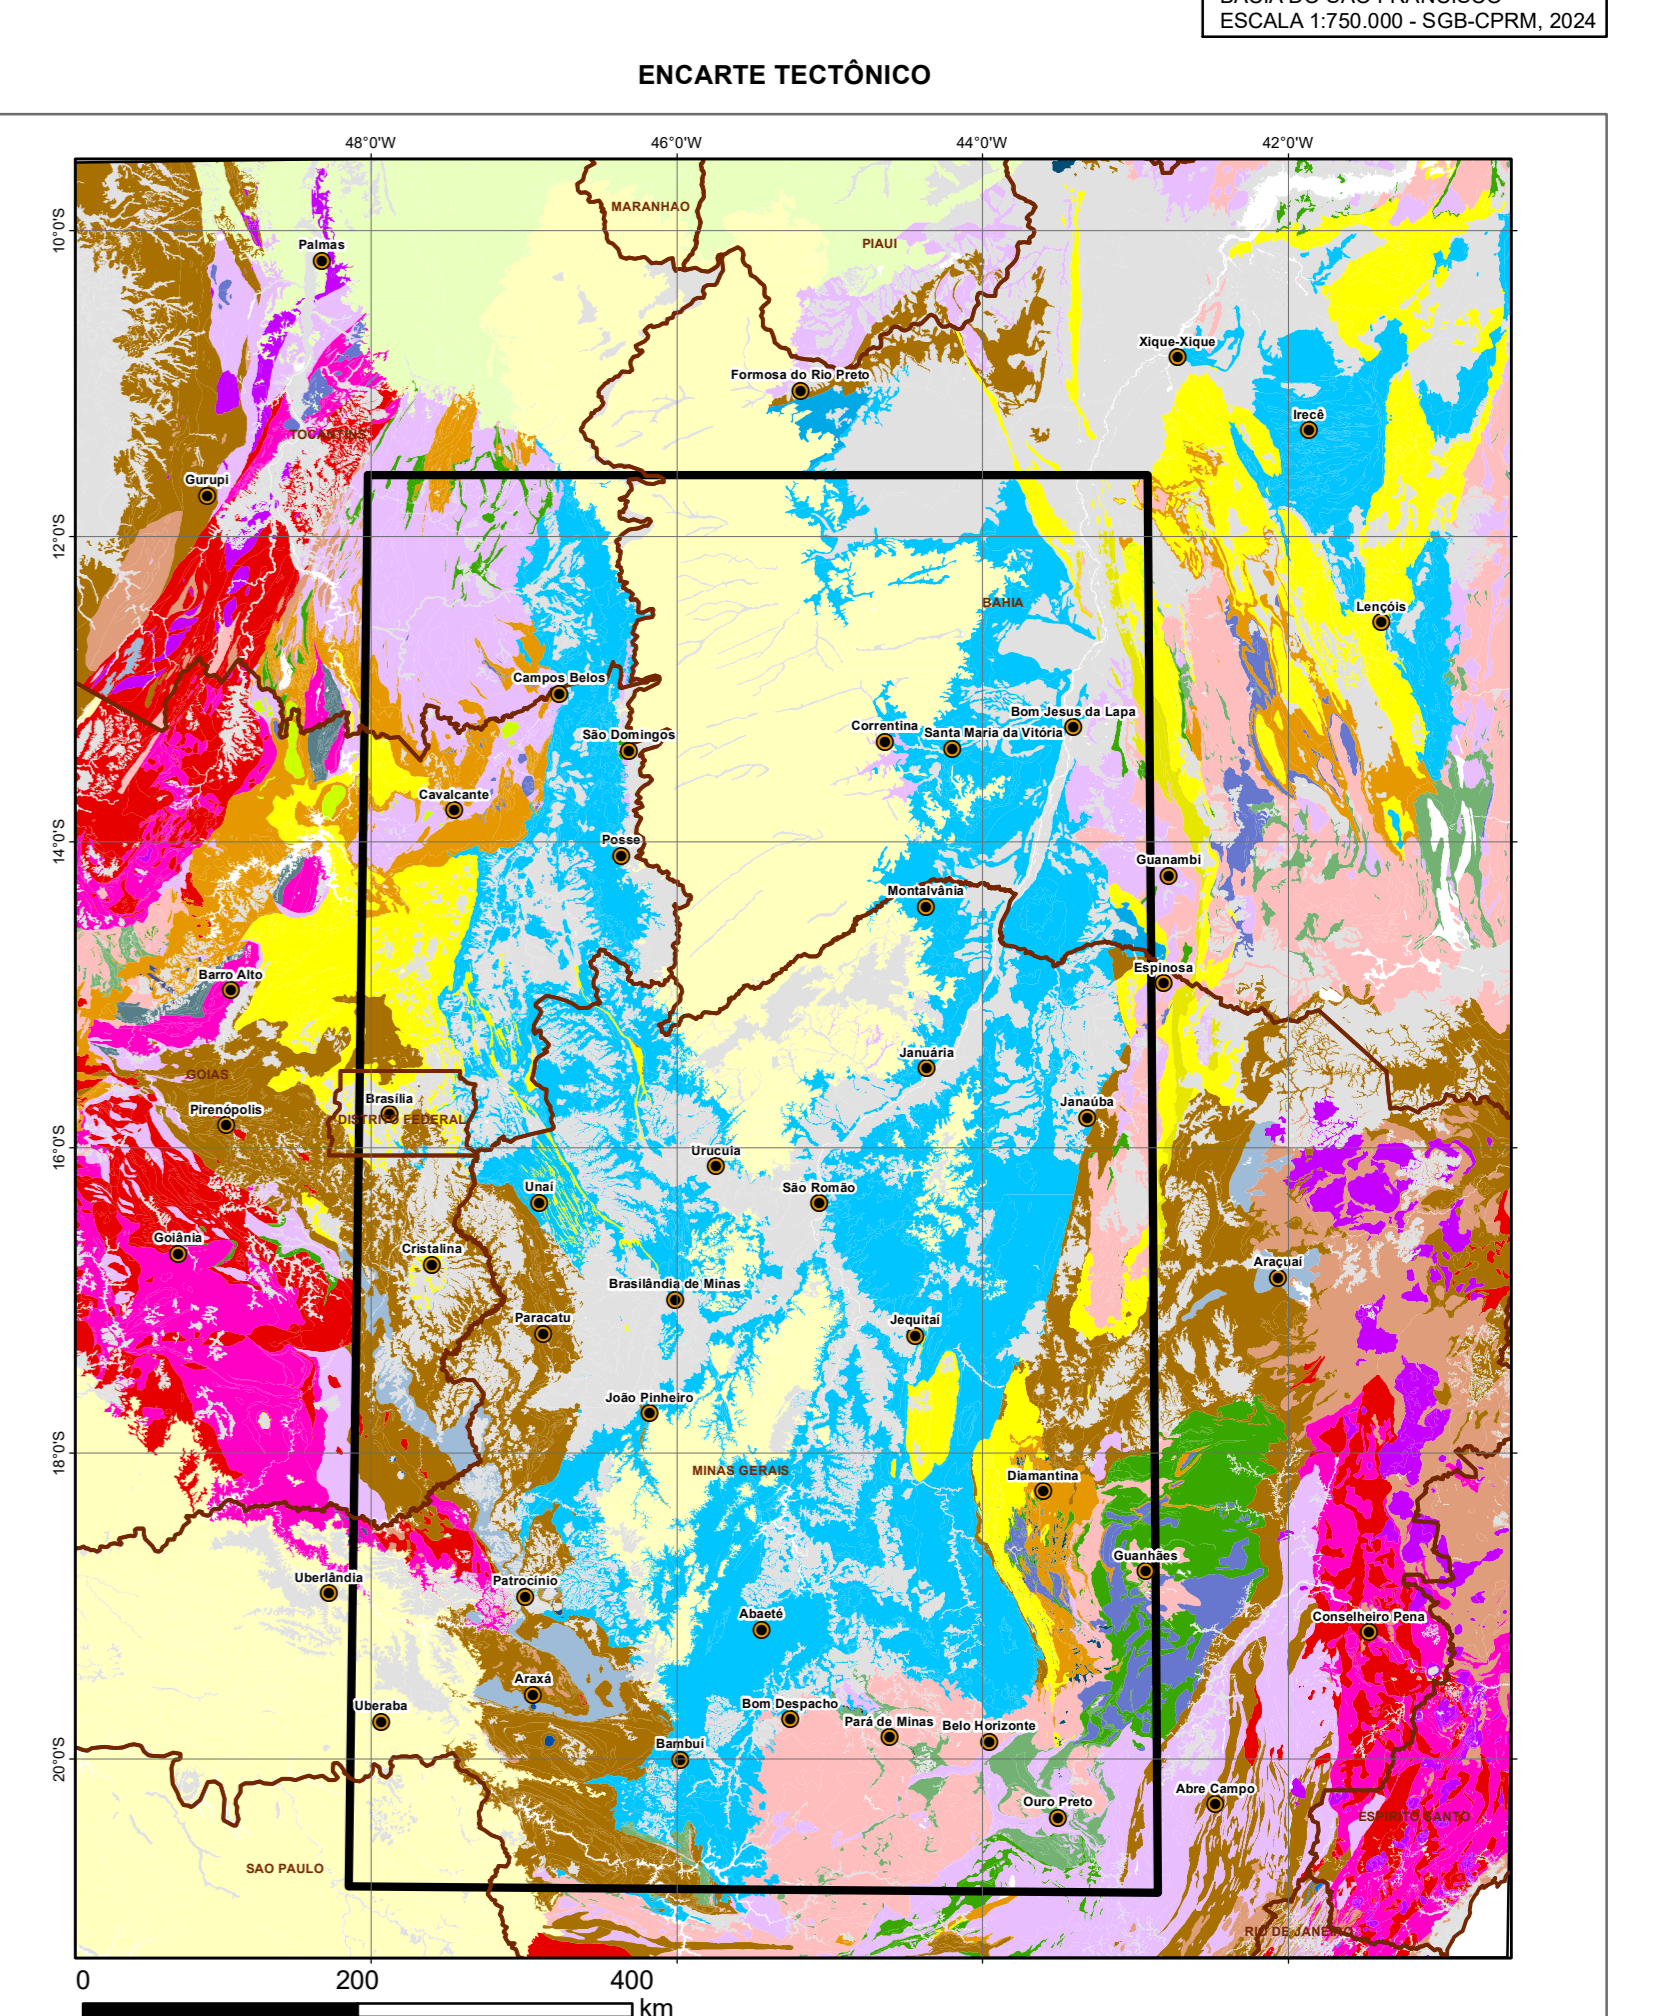 BACIA DO SÃO FRANCISCO
ESCALA 1:750.000 - SGB-CPRM, 2024
ENCARTE TECTÔNICO
48°0'W 46°0'W 44°0'W 42°0'W
MARANHAO
10°0'S
Palmas
PIAUI
Xique-Xique
Formosa do Rio Preto
Irecê
TOCANTINS
Gurupi
12°0'S
BAHIA
Lençóis
Campos Belos
Bom Jesus da Lapa
Correntina
São Domingos
Santa Maria da Vitória
Cavalcante
14°0'S
Posse
Guanambi
Montalvânia
Espinosa
Barro Alto
Januária
GOIAS
Brasília
Janaúba
Pirenópolis
DISTRITO FEDERAL
16°0'S
Urucuia
Unaí
São Romão
Goiânia
Cristalina
Araçuaí
Brasilândia de Minas
Paracatu
Jequitaí
João Pinheiro
18°0'S
MINAS GERAIS
Diamantina
Guanhães
Uberlândia
Patrocínio
Abaeté
Conselheiro Pena
Araxá
Uberaba
Bom Despacho
Pará de Minas
Belo Horizonte
Bambuí
20°0'S
Abre Campo
Ouro Preto
ESPIRITO SANTO
SAO PAULO
RIO DE JANEIRO
0 200 400
km